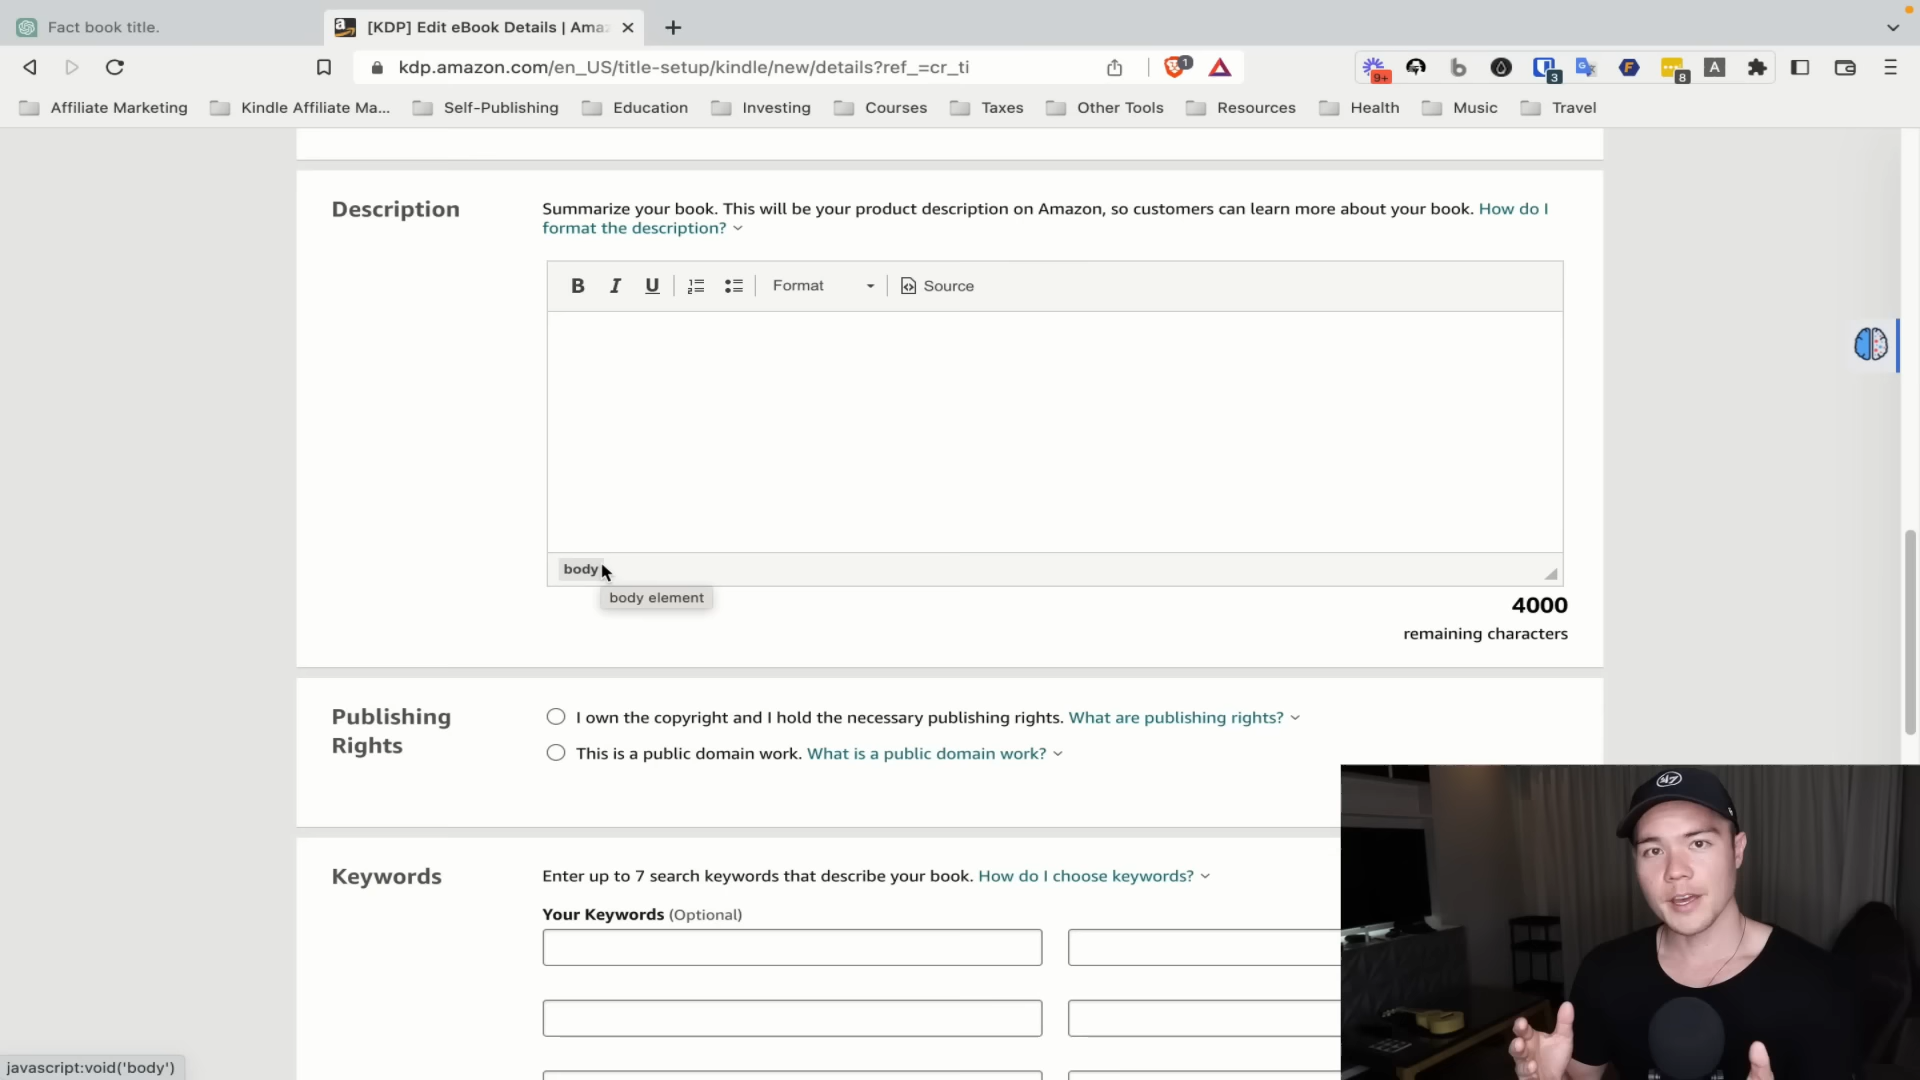 Fact book title.
a
[KDP] Edit eBook Details | Ama
kdp.amazon.com/en_US/title-setup/kindle/new/details?ref_=cr_ti
1
9+
b
3
F
8
A
Affiliate Marketing
Kindle Affiliate Ma...
Self-Publishing
Education
Investing
Courses
Taxes
Other Tools
Resources
Health
Music
Travel
Description
Summarize your book. This will be your product description on Amazon, so customers can learn more about your book. How do I
format the description?
B
I
U
Format
Source
body
body element
4000
remaining characters
Publishing
Rights
I own the copyright and I hold the necessary publishing rights. What are publishing rights?
This is a public domain work. What is a public domain work?
Keywords
Enter up to 7 search keywords that describe your book. How do I choose keywords?
Your Keywords (Optional)
47
javascript:void('body')